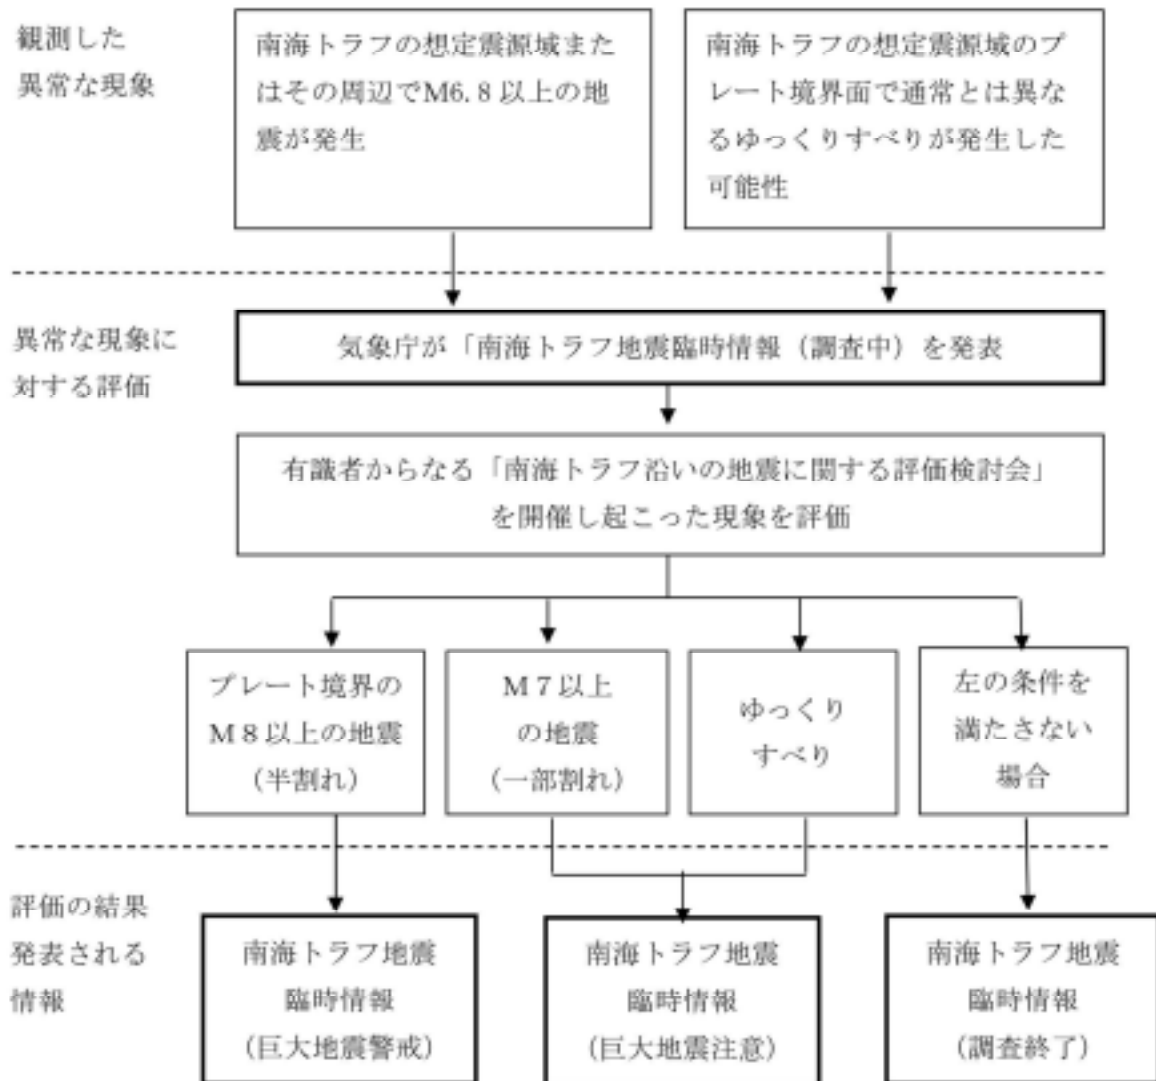 観測した
異常な現象
南海トラフの想定震源域また
はその周辺でM6.8以上の地
震が発生
南海トラフの想定震源域のプ
レート境界面で通常とは異な
るゆっくりすべりが発生した
可能性
異常な現象に
対する評価
気象庁が「南海トラフ地震臨時情報（調査中）を発表
有識者からなる「南海トラフ沿いの地震に関する評価検討会」
を開催し起こった現象を評価
プレート境界の
M８以上の地震
（半割れ）
M７以上
の地震
（一部割れ）
ゆっくり
すべり
左の条件を
満たさない
場合
評価の結果
発表される
情報
南海トラフ地震
臨時情報
（巨大地震警戒）
南海トラフ地震
臨時情報
（巨大地震注意）
南海トラフ地震
臨時情報
（調査終了）